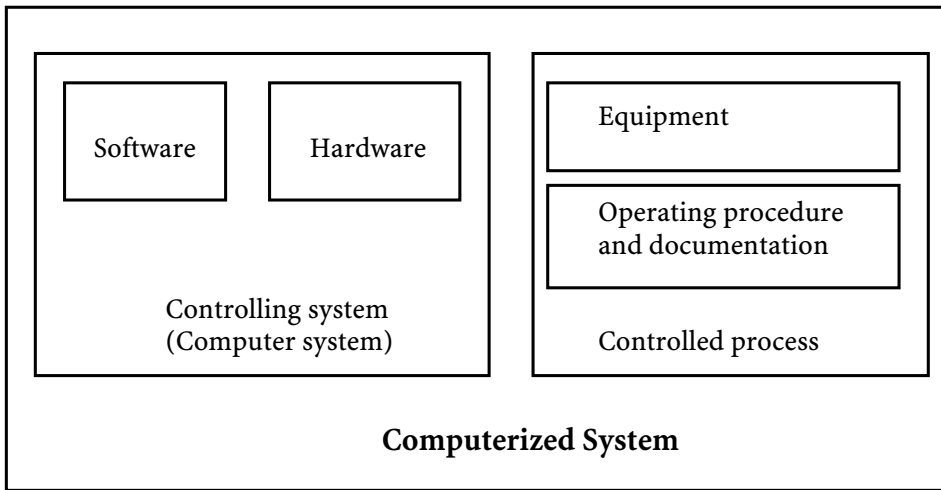 Software
Hardware
Controlling system
(Computer system)
Equipment
Operating procedure
and documentation
Controlled process
Computerized System